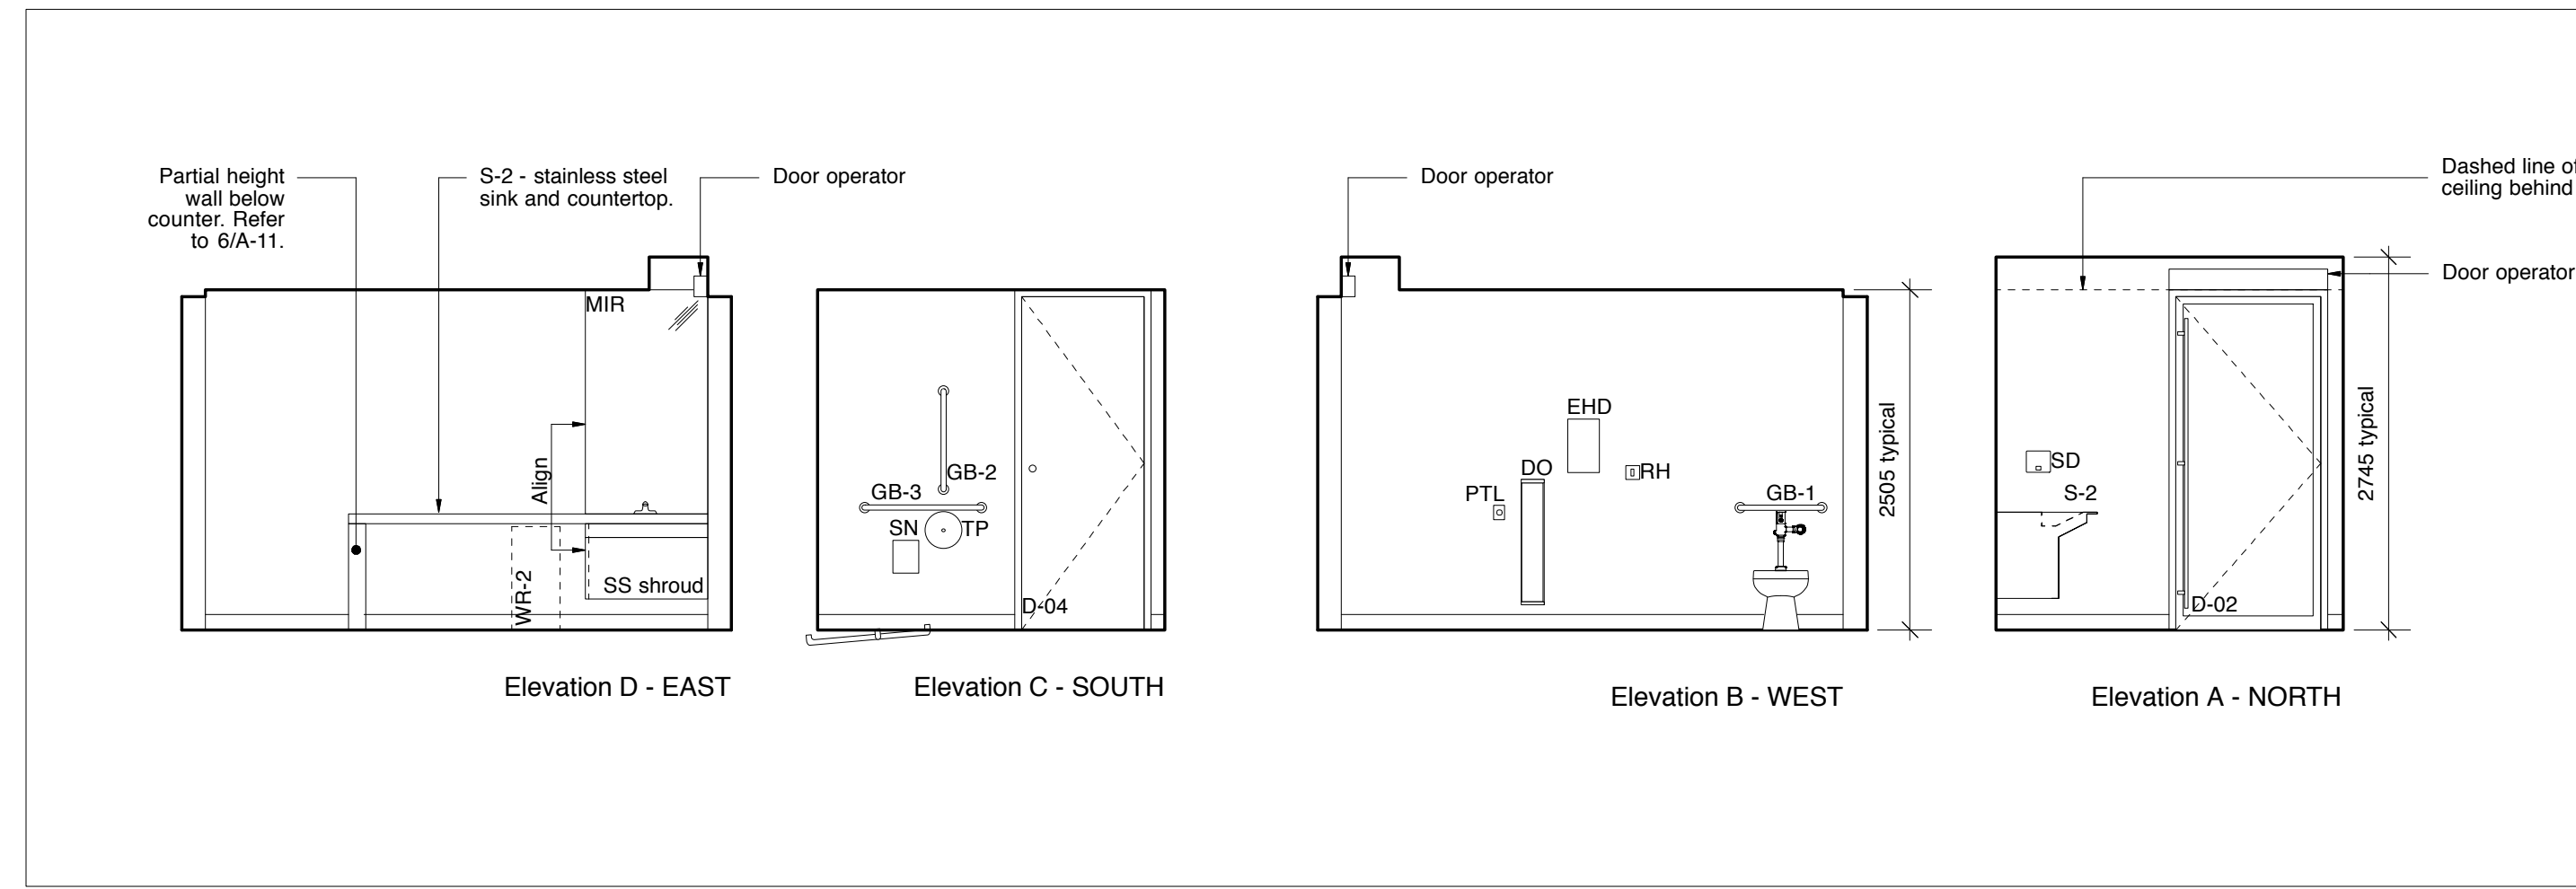 Partial height
wall below
counter. Refer
to 6/A-11.
S-2 - stainless steel
sink and countertop.
Door operator
MIR
Align
WR-2
SS shroud
Elevation D - EAST
GB-2
GB-3
SN
TP
D-04
Elevation C - SOUTH
Door operator
EHD
DO
RH
PTL
GB-1
2505 typical
Elevation B - WEST
Dashed line of
ceiling behind
Door operator
SD
S-2
D-02
2745 typical
Elevation A - NORTH